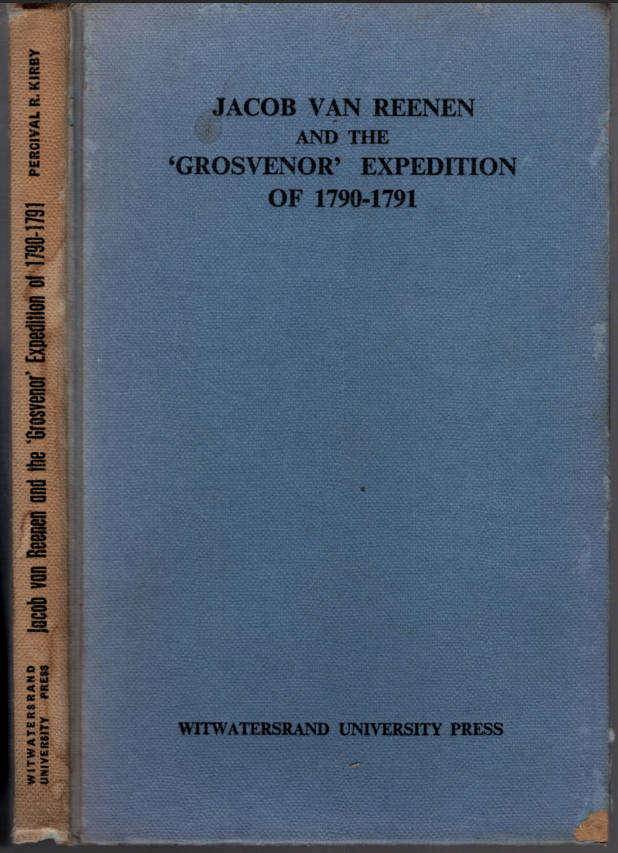 JACOB VAN REENEN
AND THE
‘GROSVENOR’ EXPEDITION
OF 1790-1791
WITWATERSRAND UNIVERSITY PRESS
WITWATERSRAND
UNIVERSITY PRESS
Jacob van Reenen and the ‘Grosvenor’ Expedition of 1790-1791
PERCIVAL R. KIRBY